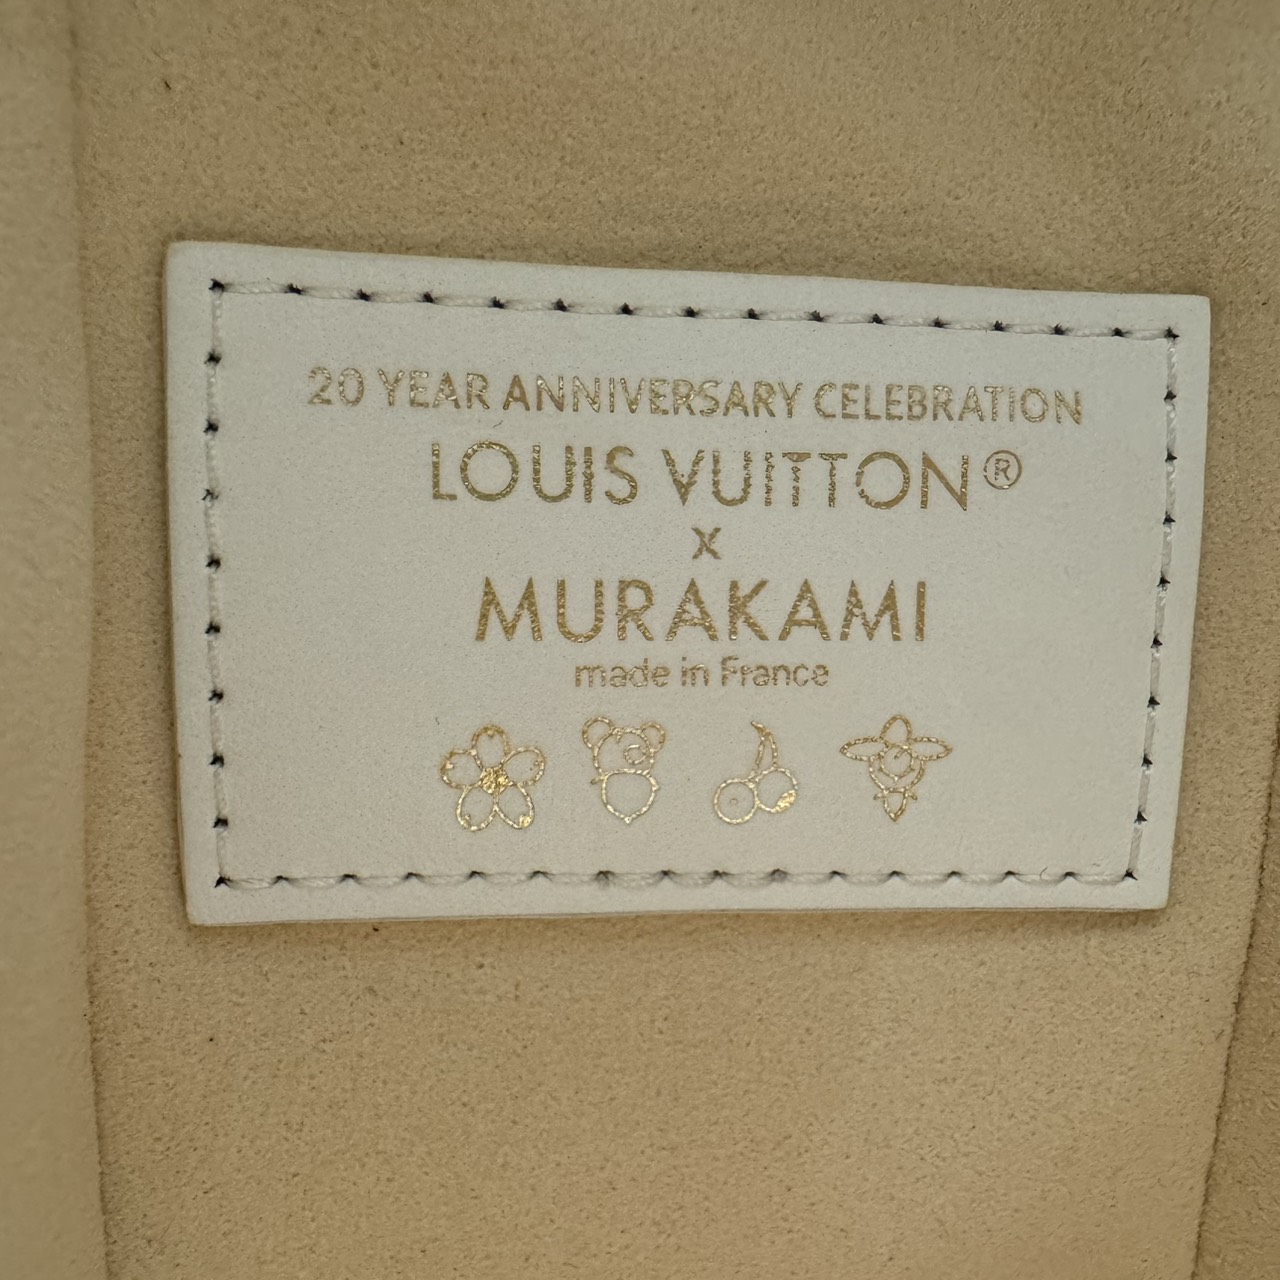 20 YEAR ANNIVERSARY CELEBRATION
LOUIS VUITTON®
x
MURAKAMI
made in France